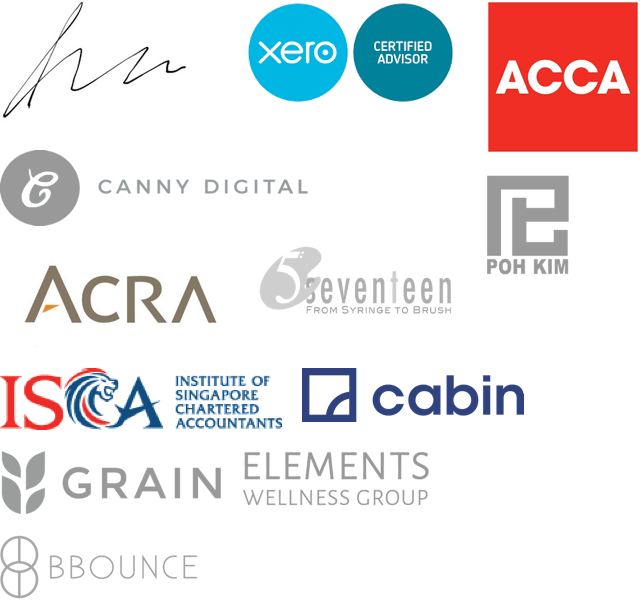 xero
CERTIFIED
ADVISOR
ACCA
CANNY DIGITAL
POH KIM
ACRA
5
seventeen
FROM SYRINGE TO BRUSH
ISCA
INSTITUTE OF
SINGAPORE
CHARTERED
ACCOUNTANTS
cabin
GRAIN
ELEMENTS
WELLNESS GROUP
BBOUNCE